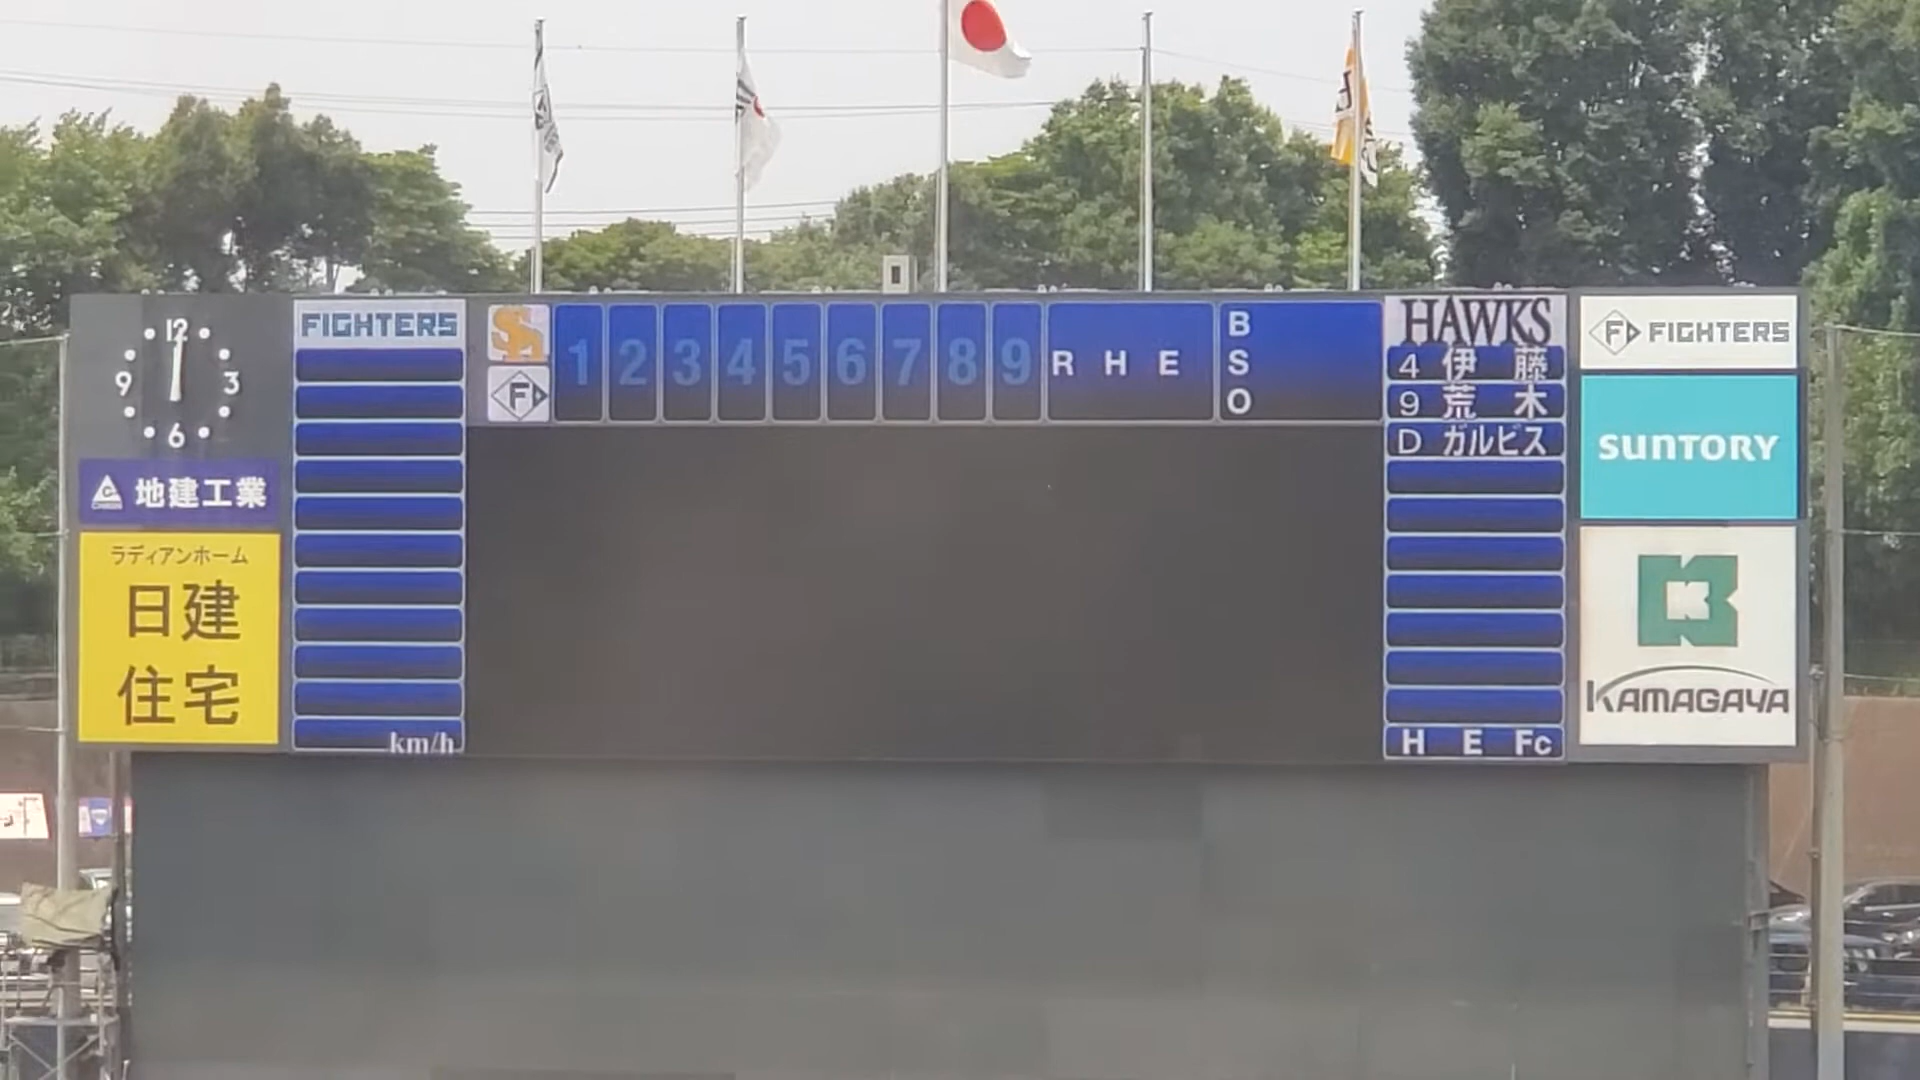 12
9 3
6
地建工業
ラディアンホーム
日建
住宅
FIGHTERS
km/h
1 2 3 4 5 6 7 8 9 R H E
B
S
O
HAWKS
4 伊藤
9 荒木
D ガルビス
H E Fc
FIGHTERS
SUNTORY
KAMAGAYA